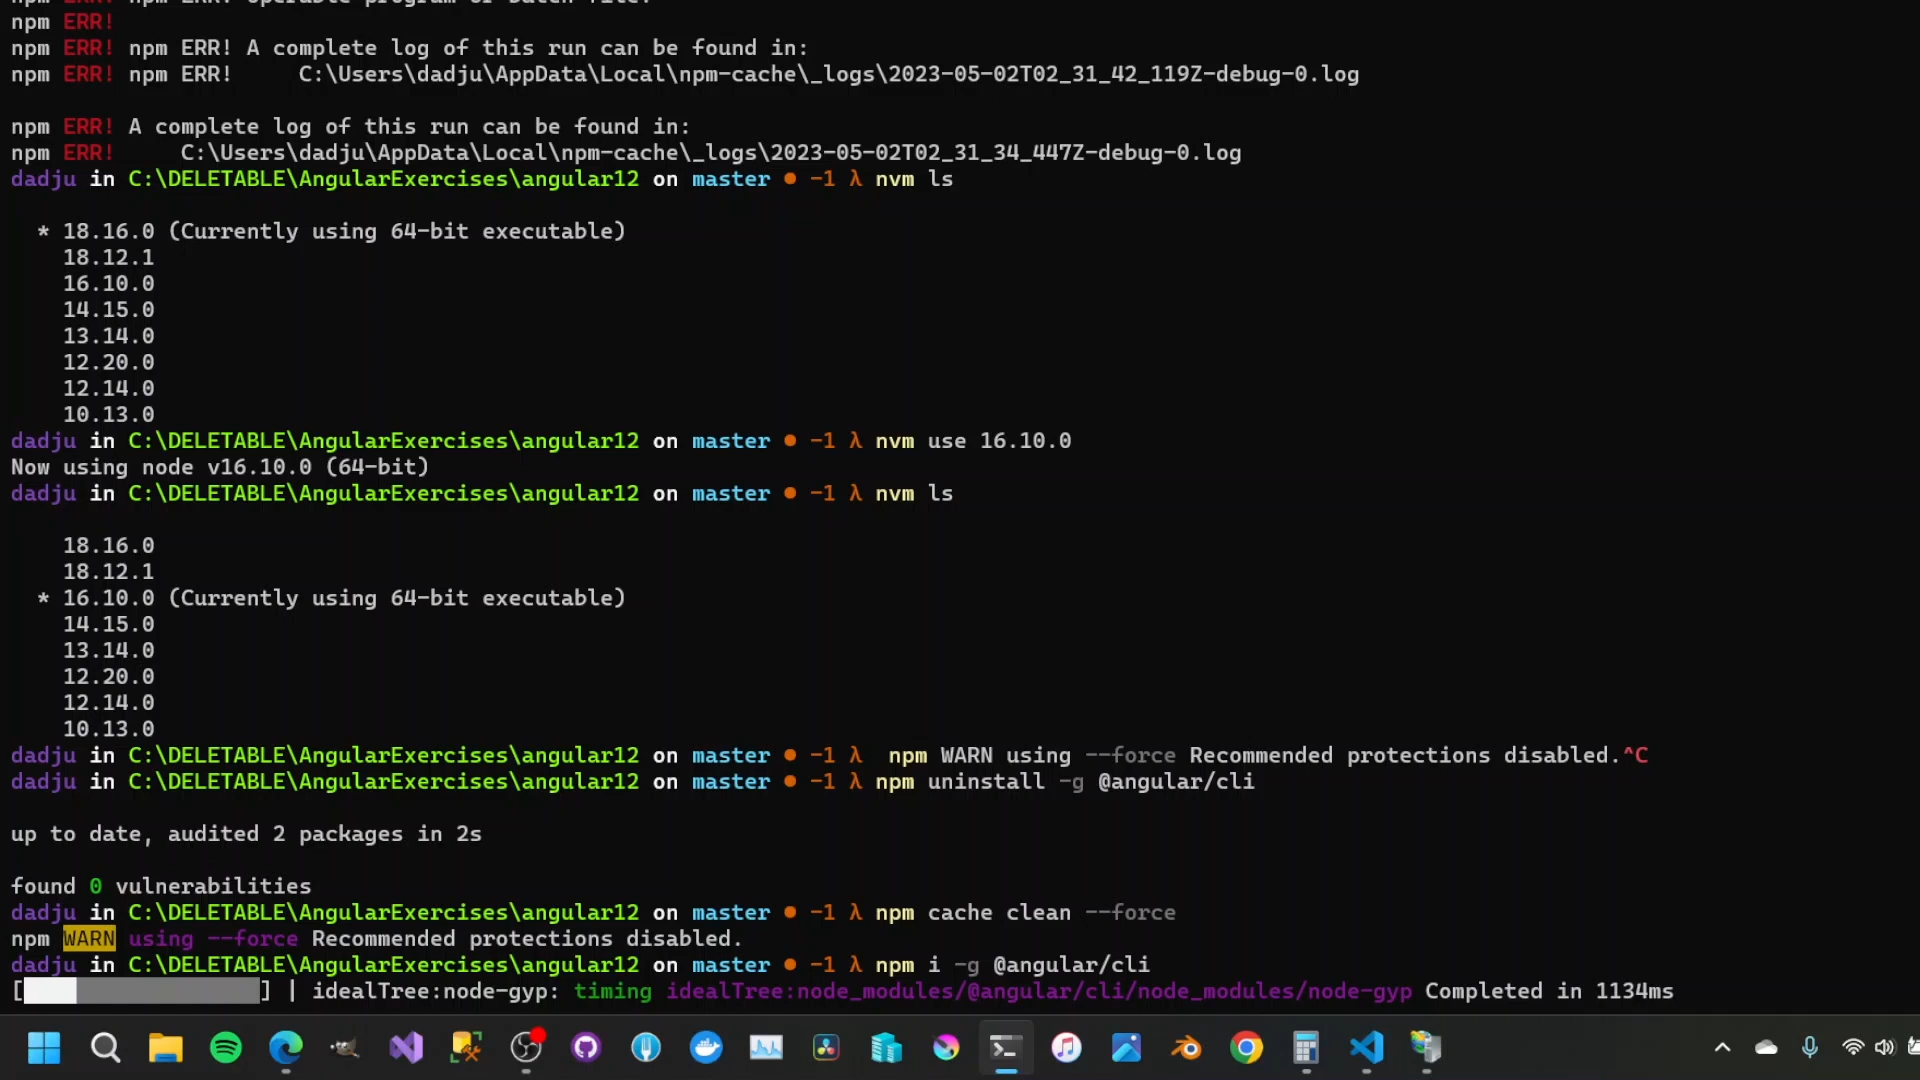 npm ERR! npm ERR! operable program or batch file.
npm ERR!
npm ERR! npm ERR! A complete log of this run can be found in:
npm ERR! npm ERR!     C:\Users\dadju\AppData\Local\npm-cache\_logs\2023-05-02T02_31_42_119Z-debug-0.log
npm ERR! A complete log of this run can be found in:
npm ERR!     C:\Users\dadju\AppData\Local\npm-cache\_logs\2023-05-02T02_31_34_447Z-debug-0.log
dadju in C:\DELETABLE\AngularExercises\angular12 on master ● -1 λ nvm ls
* 18.16.0 (Currently using 64-bit executable)
18.12.1
16.10.0
14.15.0
13.14.0
12.20.0
12.14.0
10.13.0
dadju in C:\DELETABLE\AngularExercises\angular12 on master ● -1 λ nvm use 16.10.0
Now using node v16.10.0 (64-bit)
dadju in C:\DELETABLE\AngularExercises\angular12 on master ● -1 λ nvm ls
18.16.0
18.12.1
* 16.10.0 (Currently using 64-bit executable)
14.15.0
13.14.0
12.20.0
12.14.0
10.13.0
dadju in C:\DELETABLE\AngularExercises\angular12 on master ● -1 λ  npm WARN using --force Recommended protections disabled.^C
dadju in C:\DELETABLE\AngularExercises\angular12 on master ● -1 λ npm uninstall -g @angular/cli
up to date, audited 2 packages in 2s
found 0 vulnerabilities
dadju in C:\DELETABLE\AngularExercises\angular12 on master ● -1 λ npm cache clean --force
npm WARN using --force Recommended protections disabled.
dadju in C:\DELETABLE\AngularExercises\angular12 on master ● -1 λ npm i -g @angular/cli
[          ] | idealTree:node-gyp: timing idealTree:node_modules/@angular/cli/node_modules/node-gyp Completed in 1134ms